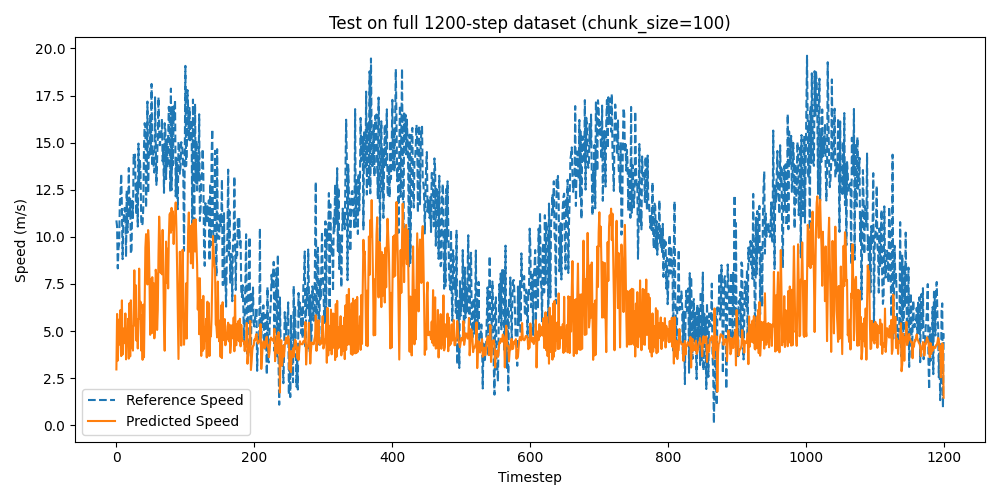 Test on full 1200-step dataset (chunk_size=100)
20.0
17.5
15.0
12.5
10.0
7.5
5.0
2.5
0.0
Speed (m/s)
Reference Speed
Predicted Speed
0 200 400 600 800 1000 1200
Timestep